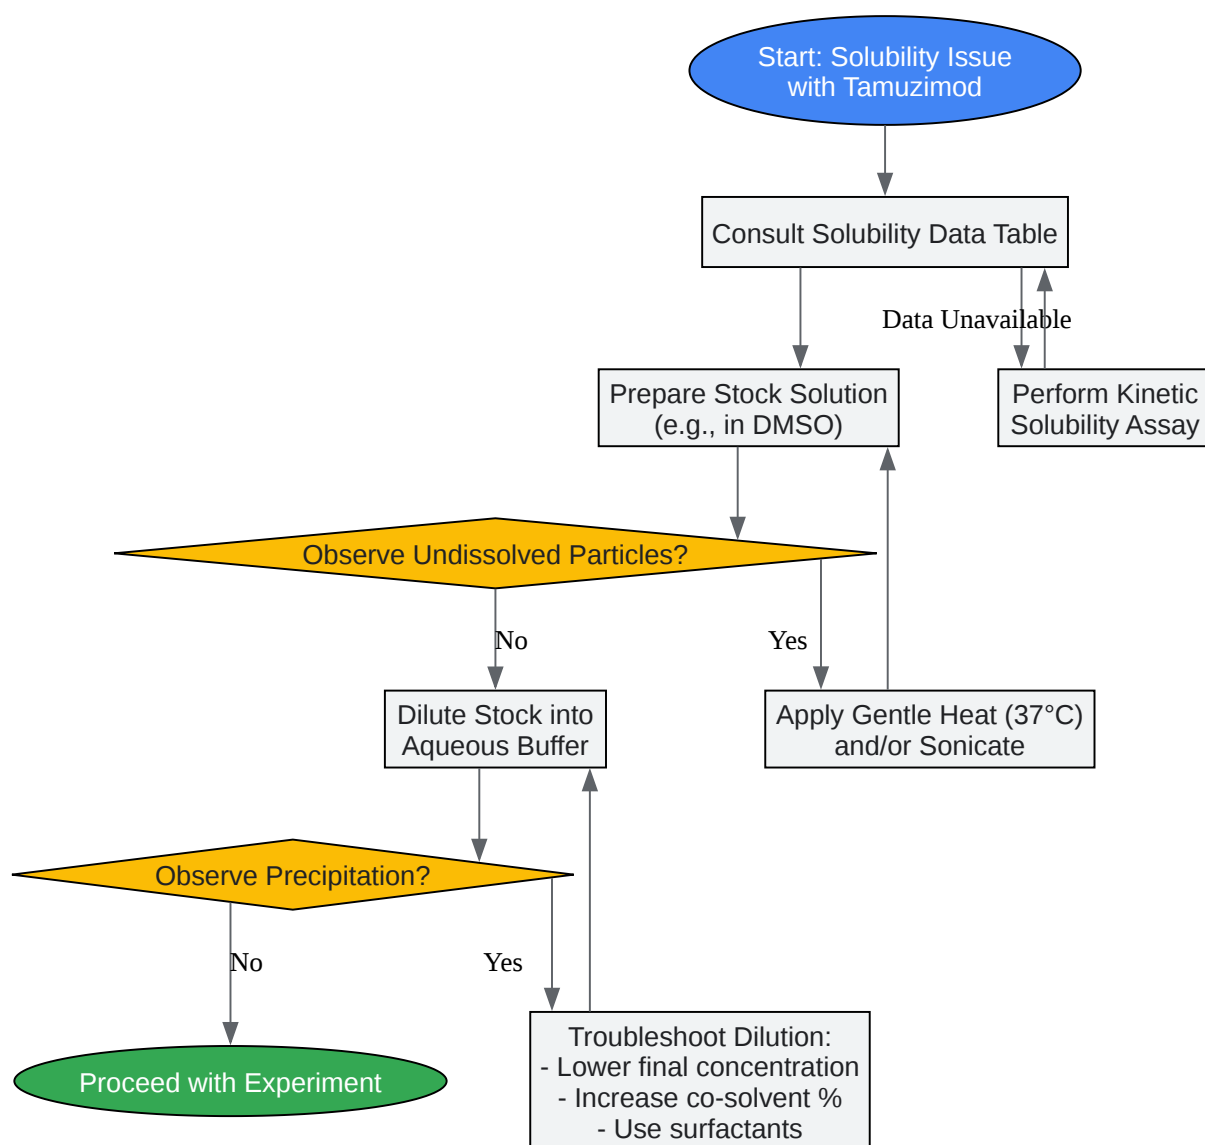 Start: Solubility Issue
with Tamuzimod
Consult Solubility Data Table
Data Unavailable
Prepare Stock Solution
(e.g., in DMSO)
Perform Kinetic
Solubility Assay
Observe Undissolved Particles?
No
Yes
Dilute Stock into
Aqueous Buffer
Apply Gentle Heat (37°C)
and/or Sonicate
Observe Precipitation?
No
Yes
Proceed with Experiment
Troubleshoot Dilution:
- Lower final concentration
- Increase co-solvent %
- Use surfactants